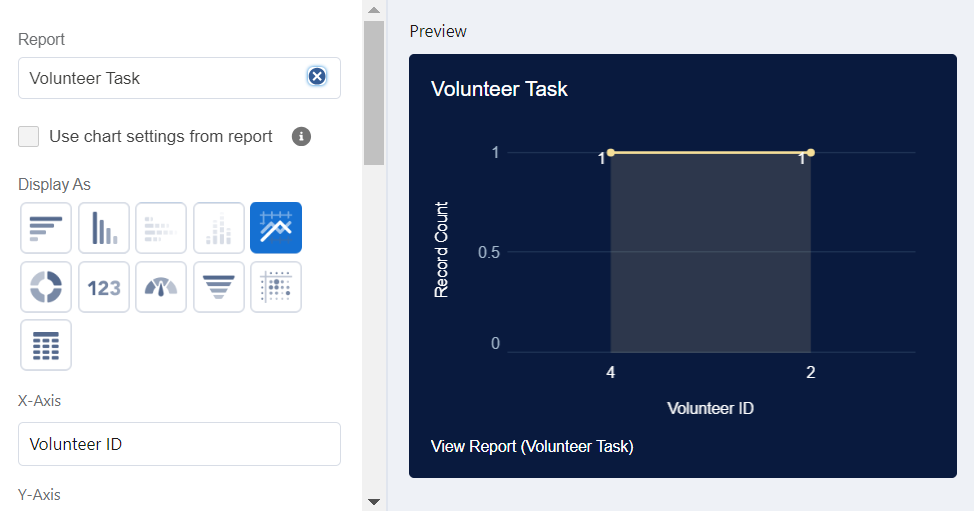 Report
Volunteer Task
Use chart settings from report
Display As
123
X-Axis
Volunteer ID
Y-Axis
Preview
Volunteer Task
1
1
1
0.5
0
Record Count
4
2
Volunteer ID
View Report (Volunteer Task)